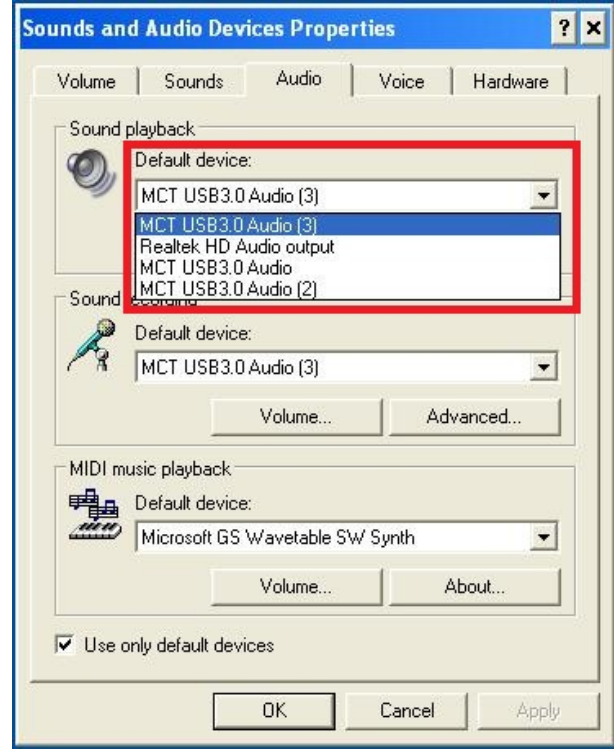 Sounds and Audio Devices Properties
Volume Sounds Audio Voice Hardware
Sound playback
Default device:
MCT USB3.0 Audio (3)
MCT USB3.0 Audio (3)
Realtek HD Audio output
MCT USB3.0 Audio
MCT USB3.0 Audio (2)
Sound recording
Default device:
MCT USB3.0 Audio (3)
Volume... Advanced...
MIDI music playback
Default device:
Microsoft GS Wavetable SW Synth
Volume... About...
Use only default devices
OK Cancel Apply